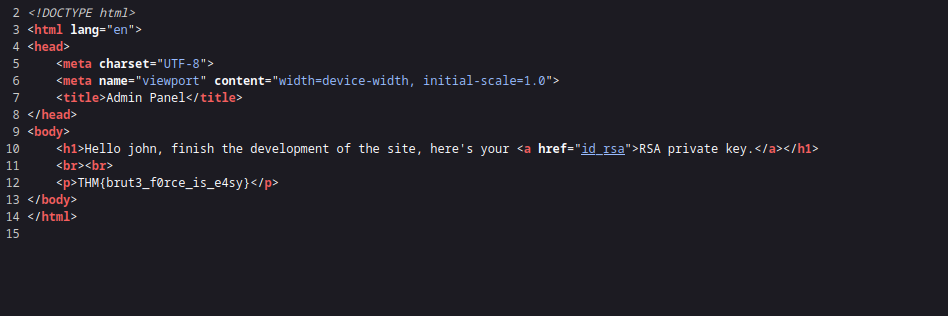 2 <!DOCTYPE html>
3 <html lang="en">
4 <head>
5     <meta charset="UTF-8">
6     <meta name="viewport" content="width=device-width, initial-scale=1.0">
7     <title>Admin Panel</title>
8 </head>
9 <body>
10     <h1>Hello john, finish the development of the site, here's your <a href="id_rsa">RSA private key.</a></h1>
11     <br><br>
12     <p>THM{brut3_f0rce_is_e4sy}</p>
13 </body>
14 </html>
15